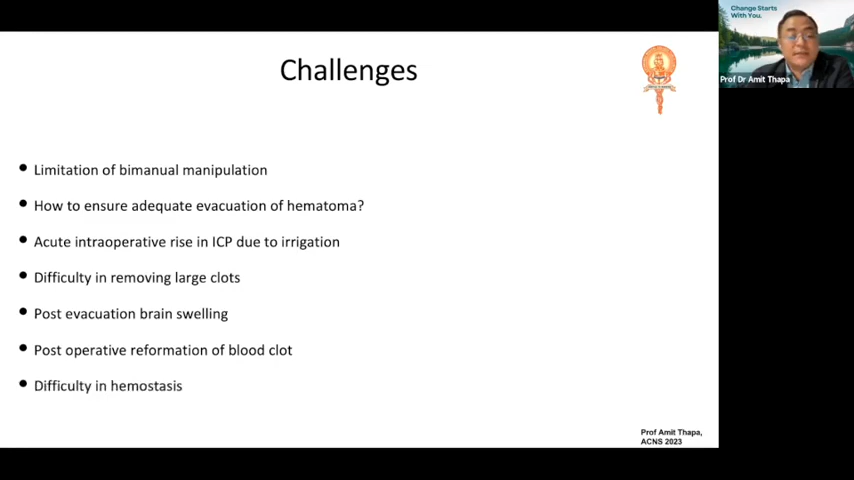 Challenges
• Limitation of bimanual manipulation
• How to ensure adequate evacuation of hematoma?
• Acute intraoperative rise in ICP due to irrigation
• Difficulty in removing large clots
• Post evacuation brain swelling
• Post operative reformation of blood clot
• Difficulty in hemostasis
Prof Amit Thapa,
ACNS 2023
Change Starts
With You.
Prof Dr Amit Thapa